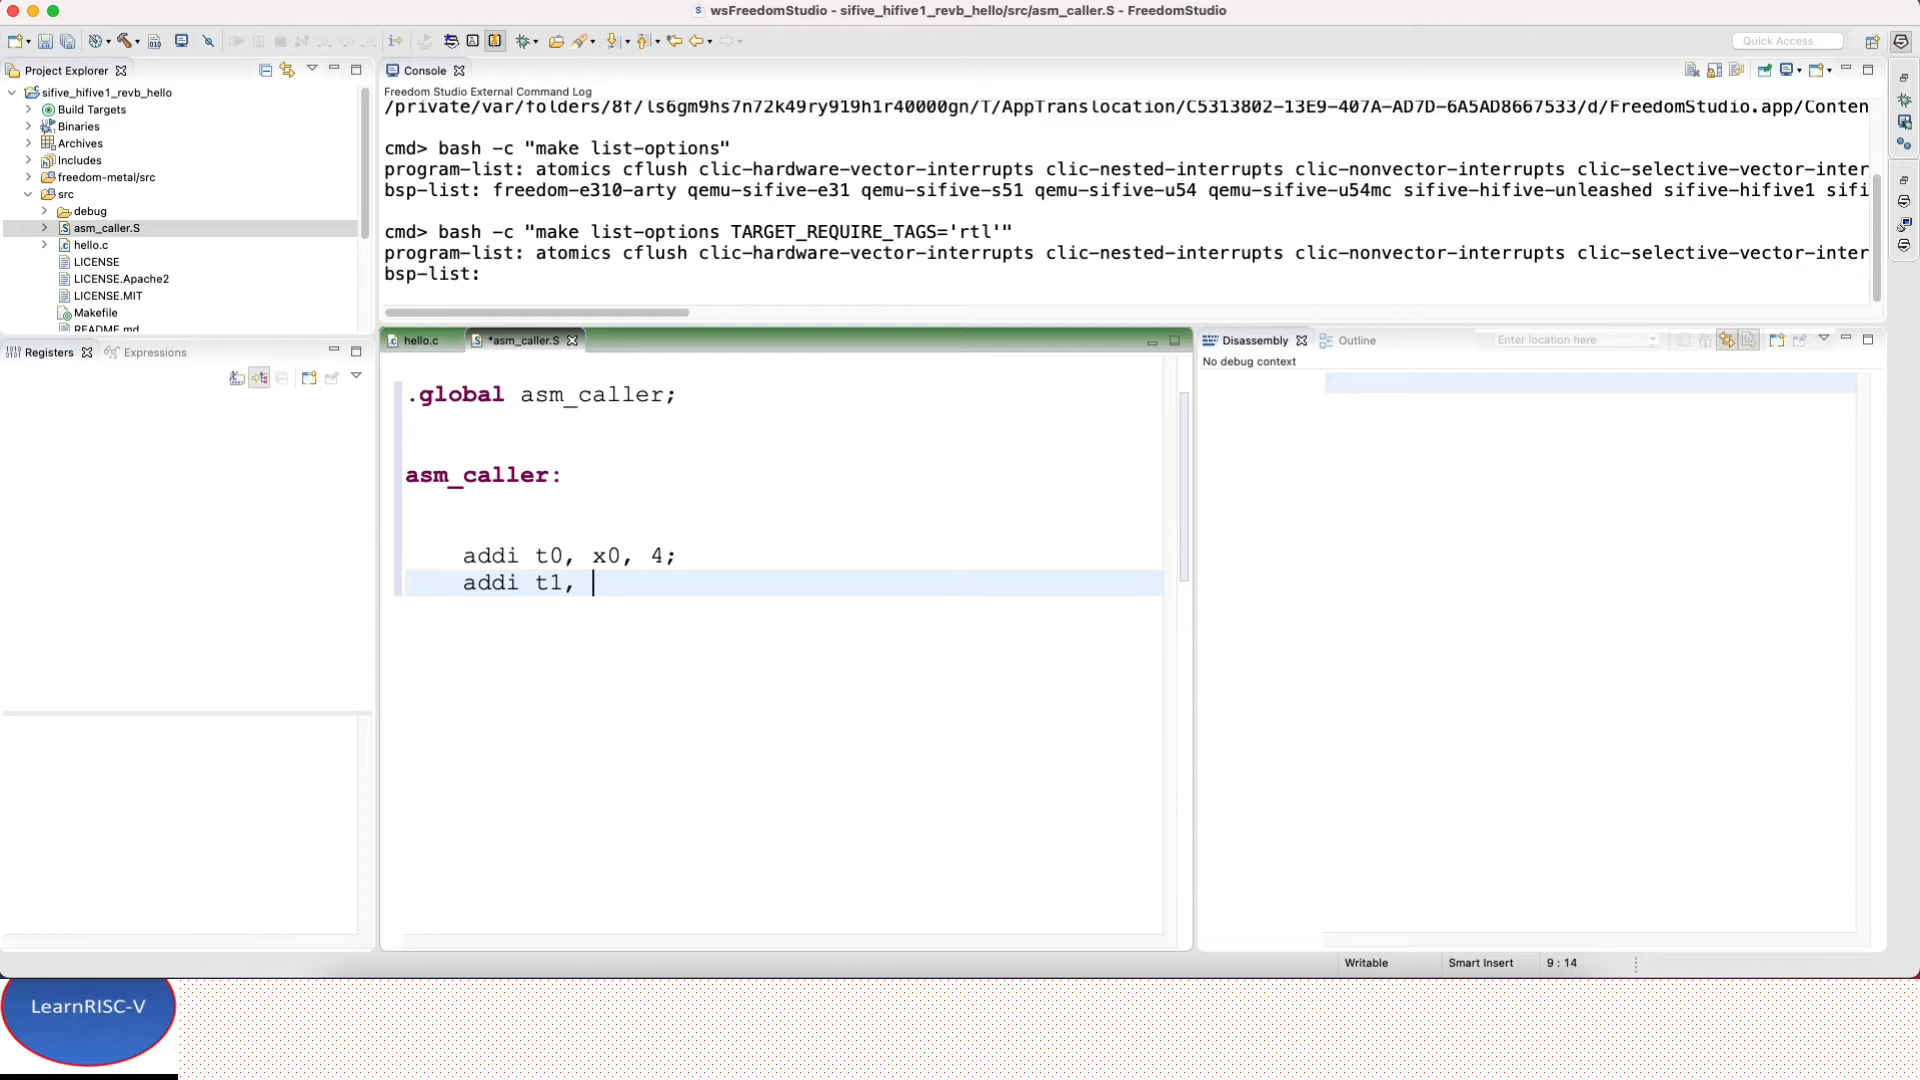 wsFreedomStudio - sifive_hifive1_revb_hello/src/asm_caller.S - FreedomStudio
Quick Access
Project Explorer
sifive_hifive1_revb_hello
Build Targets
Binaries
Archives
Includes
freedom-metal/src
src
debug
asm_caller.S
hello.c
LICENSE
LICENSE.Apache2
LICENSE.MIT
Makefile
README.md
Registers
Expressions
Console
Freedom Studio External Command Log
/private/var/folders/8f/ls6gm9hs7n72k49ry919h1r40000gn/T/AppTranslocation/C5313802-13E9-407A-AD7D-6A5AD8667533/d/FreedomStudio.app/Conten
cmd> bash -c "make list-options"
program-list: atomics cflush clic-hardware-vector-interrupts clic-nested-interrupts clic-nonvector-interrupts clic-selective-vector-inter
bsp-list: freedom-e310-arty qemu-sifive-e31 qemu-sifive-s51 qemu-sifive-u54 qemu-sifive-u54mc sifive-hifive-unleashed sifive-hifive1 sifi
cmd> bash -c "make list-options TARGET_REQUIRE_TAGS='rtl'"
program-list: atomics cflush clic-hardware-vector-interrupts clic-nested-interrupts clic-nonvector-interrupts clic-selective-vector-inter
bsp-list:
hello.c
*asm_caller.S
.global asm_caller;
asm_caller:
addi t0, x0, 4;
addi t1,
Disassembly
Outline
Enter location here
No debug context
Writable
Smart Insert
9 : 14
LearnRISC-V